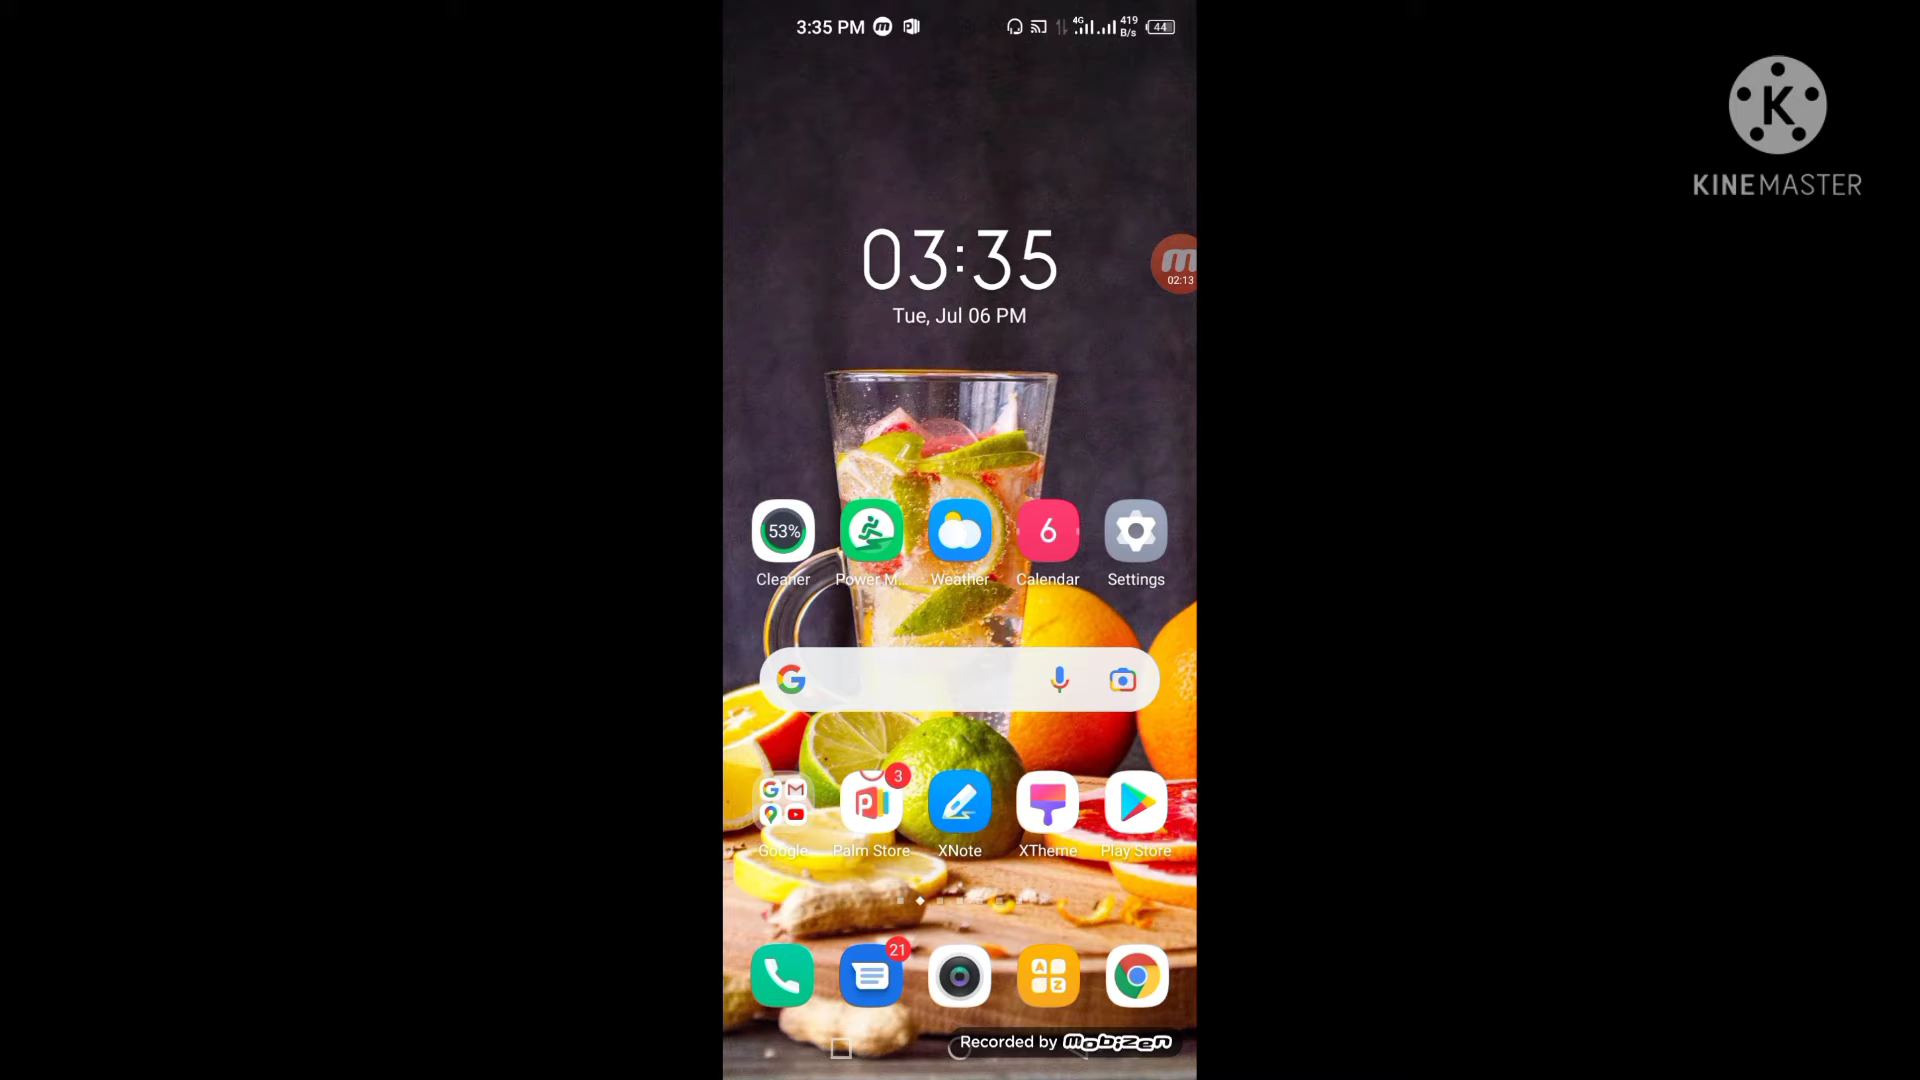 3:35 PM
4G
419
B/s
44
K
KINEMASTER
03:35
02:13
Tue, Jul 06 PM
53%
6
Cleaner
Power M...
Weather
Calendar
Settings
3
Google
Palm Store
XNote
XTheme
Play Store
21
A
Z
Recorded by Mobizen